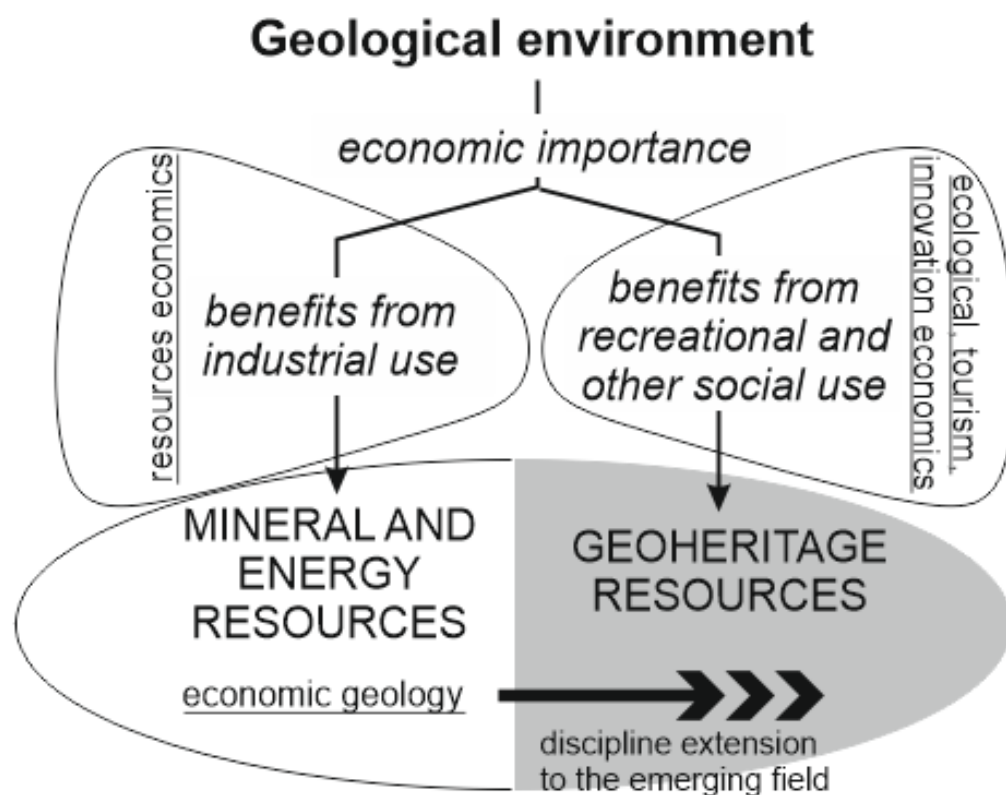 Geological environment
economic importance
resources economics
benefits from
industrial use
benefits from
recreational and
other social use
ecological, tourism,
innovation economics
MINERAL AND
ENERGY
RESOURCES
GEOHERITAGE
RESOURCES
economic geology
discipline extension
to the emerging field